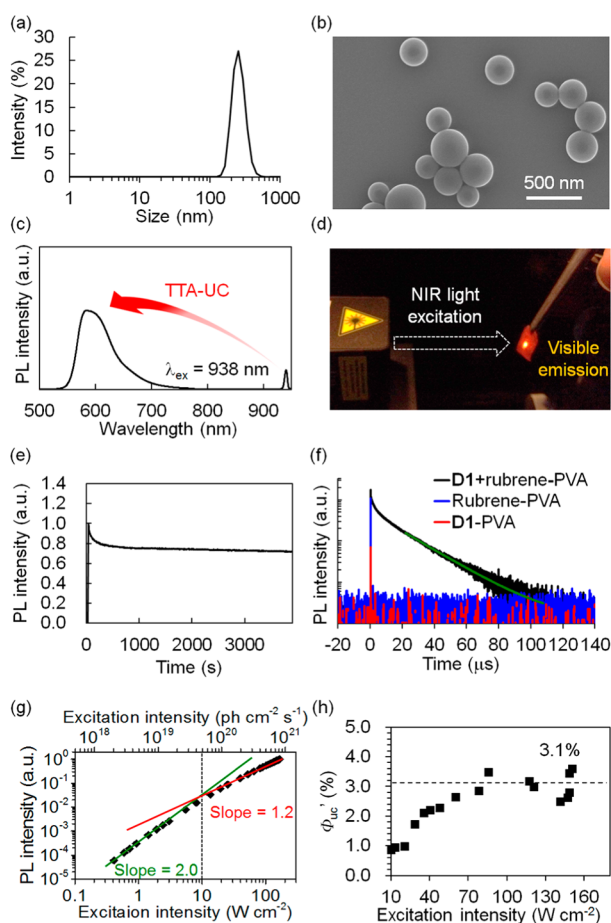 (a)
30
25
20
15
10
5
0
Intensity (%)
1 10 100 1000
Size (nm)
(b)
500 nm
(c)
PL intensity (a.u.)
TTA-UC
λex = 938 nm
500 600 700 800 900
Wavelength (nm)
(d)
NIR light
excitation
Visible
emission
(e)
1.4
1.2
1.0
0.8
0.6
0.4
0.2
0.0
PL intensity (a.u.)
0 1000 2000 3000
Time (s)
(f)
D1+rubrene-PVA
Rubrene-PVA
D1-PVA
PL intensity (a.u.)
-20 0 20 40 60 80 100 120 140
Time (μs)
(g)
Excitation intensity (ph cm-2 s-1)
10^18 10^19 10^20 10^21
10^0
10^-1
10^-2
10^-3
10^-4
10^-5
PL intensity (a.u.)
Slope = 1.2
Slope = 2.0
0.1 1 10 100
Excitaion intensity (W cm-2)
(h)
5.0
4.0
3.0
2.0
1.0
0.0
Φuc' (%)
3.1%
10 40 70 100 130 160
Excitation intensity (W cm-2)